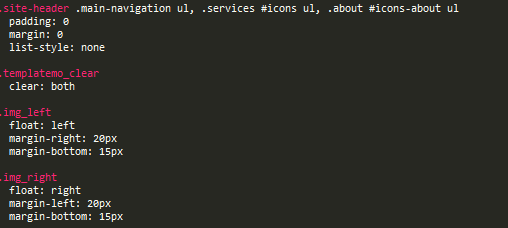 .site-header .main-navigation ul, .services #icons ul, .about #icons-about ul
padding: 0
margin: 0
list-style: none
.templatemo_clear
clear: both
.img_left
float: left
margin-right: 20px
margin-bottom: 15px
.img_right
float: right
margin-left: 20px
margin-bottom: 15px